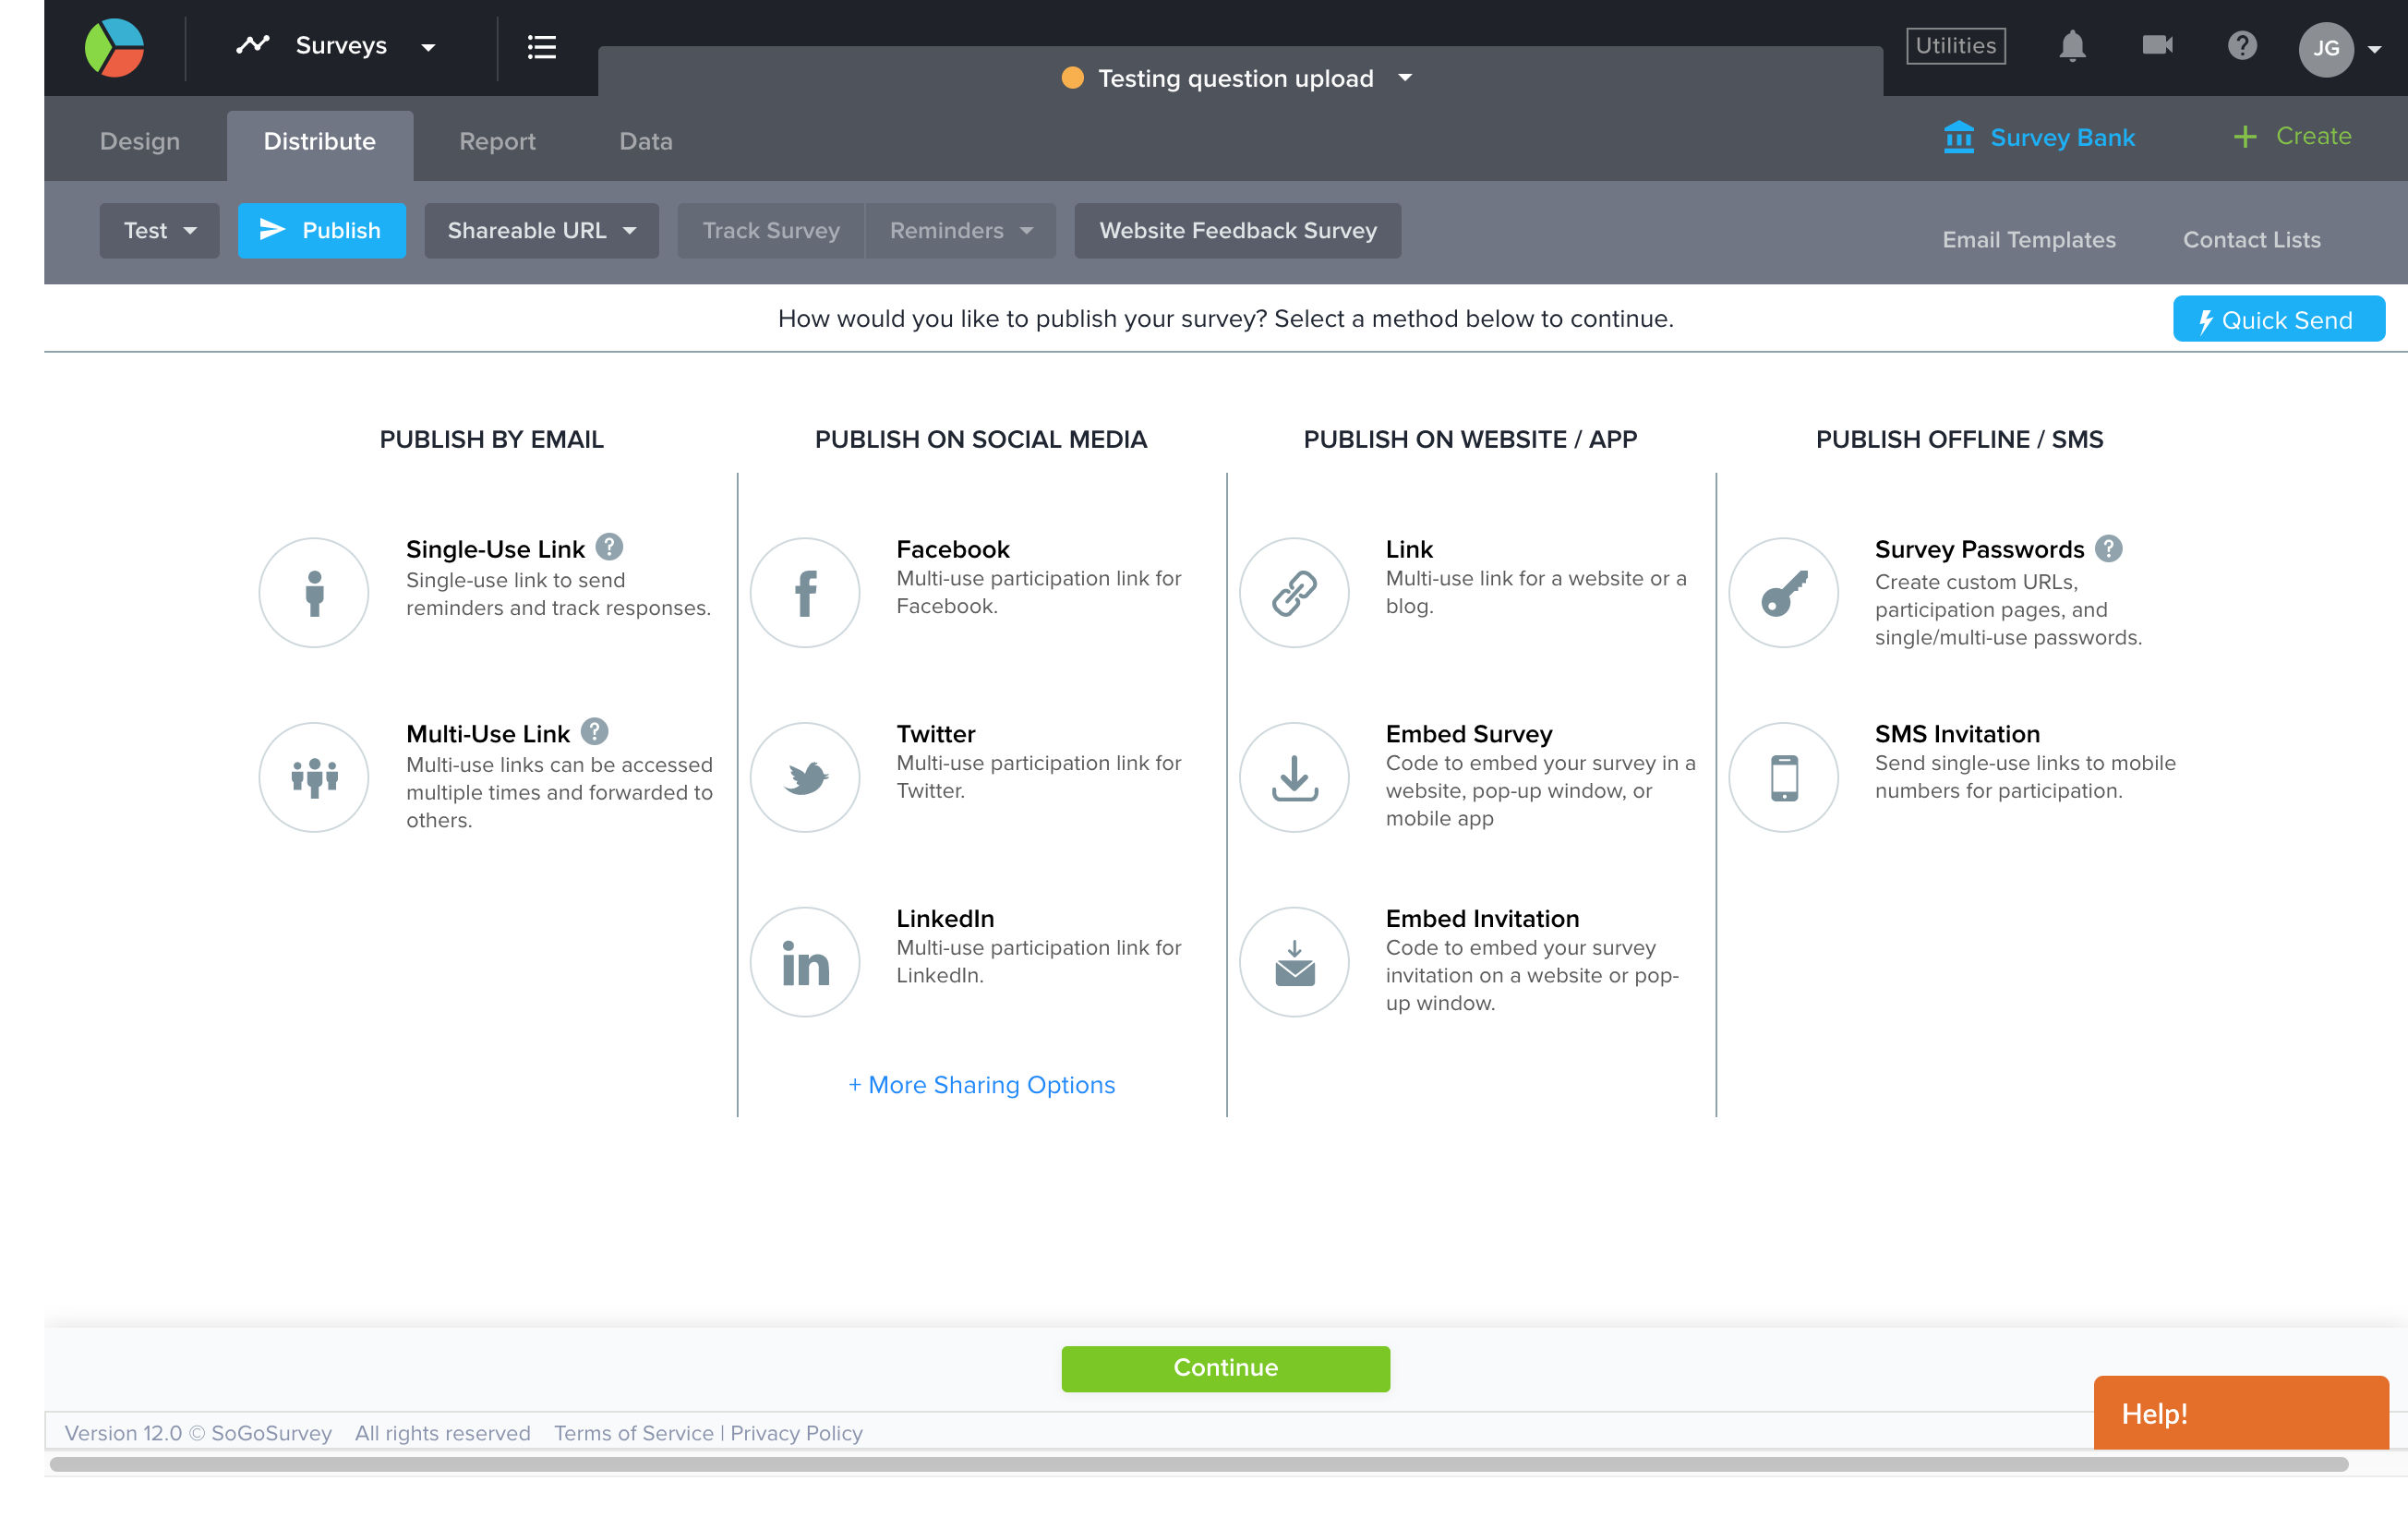 Surveys
Testing question upload
Utilities
JG
Design
Distribute
Report
Data
Survey Bank
+ Create
Test
Publish
Shareable URL
Track Survey
Reminders
Website Feedback Survey
Email Templates
Contact Lists
How would you like to publish your survey? Select a method below to continue.
Quick Send
PUBLISH BY EMAIL
Single-Use Link ?
Single-use link to send
reminders and track responses.
Multi-Use Link ?
Multi-use links can be accessed
multiple times and forwarded to
others.
PUBLISH ON SOCIAL MEDIA
Facebook
Multi-use participation link for
Facebook.
Twitter
Multi-use participation link for
Twitter.
LinkedIn
Multi-use participation link for
LinkedIn.
+ More Sharing Options
PUBLISH ON WEBSITE / APP
Link
Multi-use link for a website or a
blog.
Embed Survey
Code to embed your survey in a
website, pop-up window, or
mobile app
Embed Invitation
Code to embed your survey
invitation on a website or pop-
up window.
PUBLISH OFFLINE / SMS
Survey Passwords ?
Create custom URLs,
participation pages, and
single/multi-use passwords.
SMS Invitation
Send single-use links to mobile
numbers for participation.
Continue
Help!
Version 12.0 © SoGoSurvey All rights reserved Terms of Service | Privacy Policy